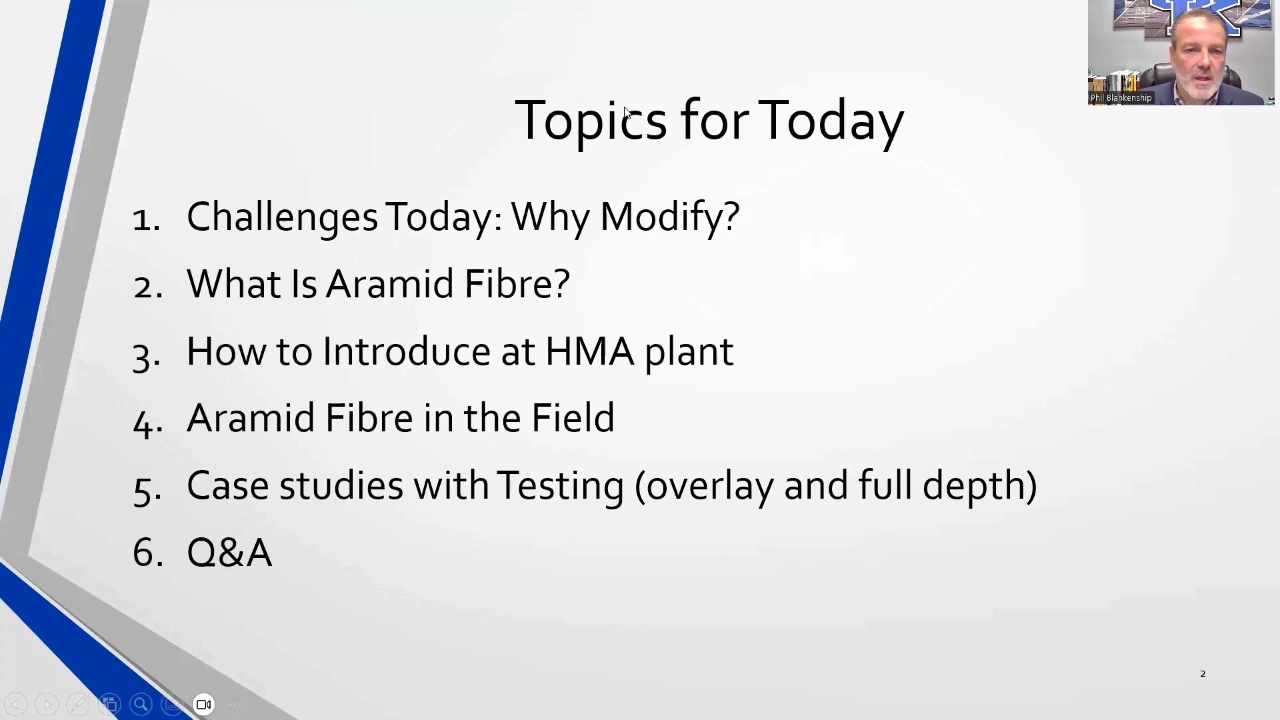 Topics for Today
Phil Blankenship
1. Challenges Today: Why Modify?
2. What Is Aramid Fibre?
3. How to Introduce at HMA plant
4. Aramid Fibre in the Field
5. Case studies with Testing (overlay and full depth)
6. Q&A
2